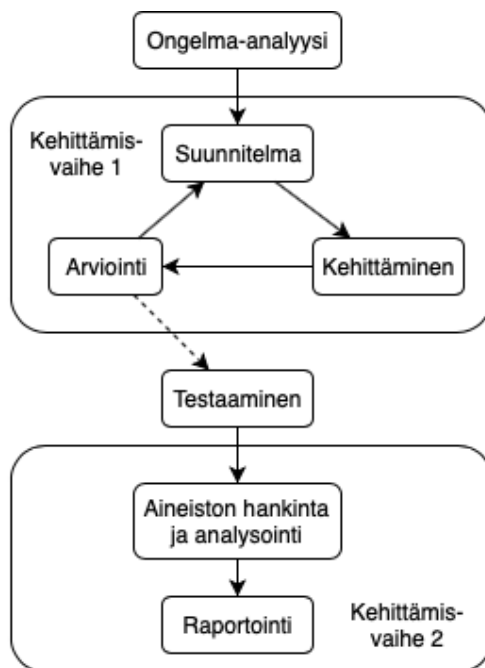 Ongelma-analyysi
Kehittämis-
vaihe 1
Suunnitelma
Arviointi
Kehittäminen
Testaaminen
Aineiston hankinta
ja analysointi
Raportointi
Kehittämis-
vaihe 2